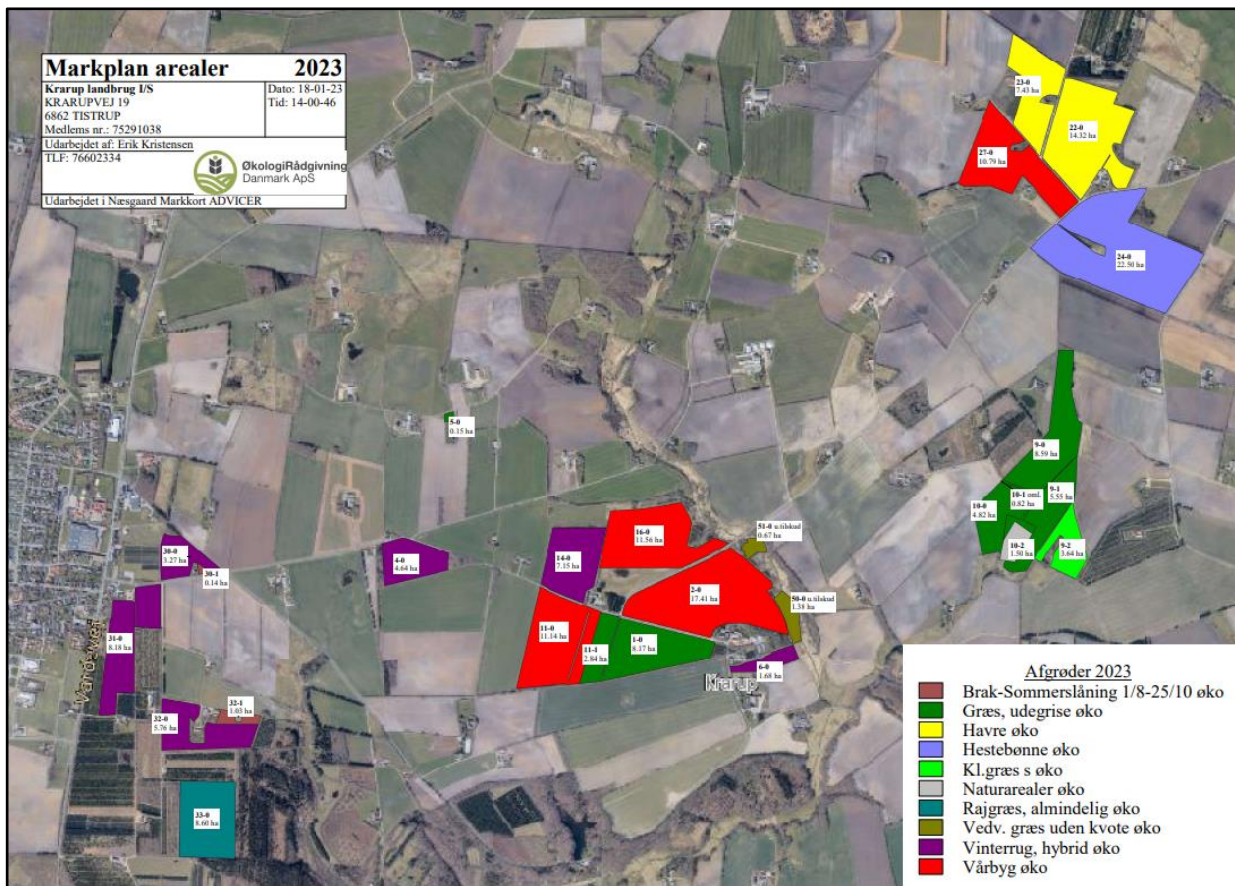 Markplan arealer 2023
Krarup landbrug I/S
KRARUPVEJ 19
6862 TISTRUP
Medlems nr.: 75291038
Dato: 18-01-23
Tid: 14-00-46
Udarbejdet af: Erik Kristensen
TLF: 76602334
ØkologiRådgivning
Danmark ApS
Udarbejdet i Næsgaard Markkort ADVICER
23-0
7.43 ha
22-0
14.32 ha
27-0
10.79 ha
24-0
22.50 ha
5-0
0.15 ha
9-0
8.59 ha
9-1
5.55 ha
10-1 oml.
0.82 ha
10-0
4.82 ha
10-2
1.50 ha
9-2
3.64 ha
16-0
11.56 ha
51-0 u.tilskud
0.67 ha
30-0
3.27 ha
30-1
0.14 ha
4-0
4.64 ha
14-0
7.15 ha
2-0
17.41 ha
50-0 u.tilskud
1.38 ha
11-0
11.14 ha
11-1
2.84 ha
1-0
8.17 ha
31-0
8.18 ha
6-0
1.68 ha
Krarup
32-0
5.76 ha
32-1
1.03 ha
33-0
8.60 ha
Afgrøder 2023
Brak-Sommerslåning 1/8-25/10 øko
Græs, udegrise øko
Havre øko
Hestebønne øko
Kl.græs s øko
Naturarealer øko
Rajgræs, almindelig øko
Vedv. græs uden kvote øko
Vinterrug, hybrid øko
Vårbyg øko